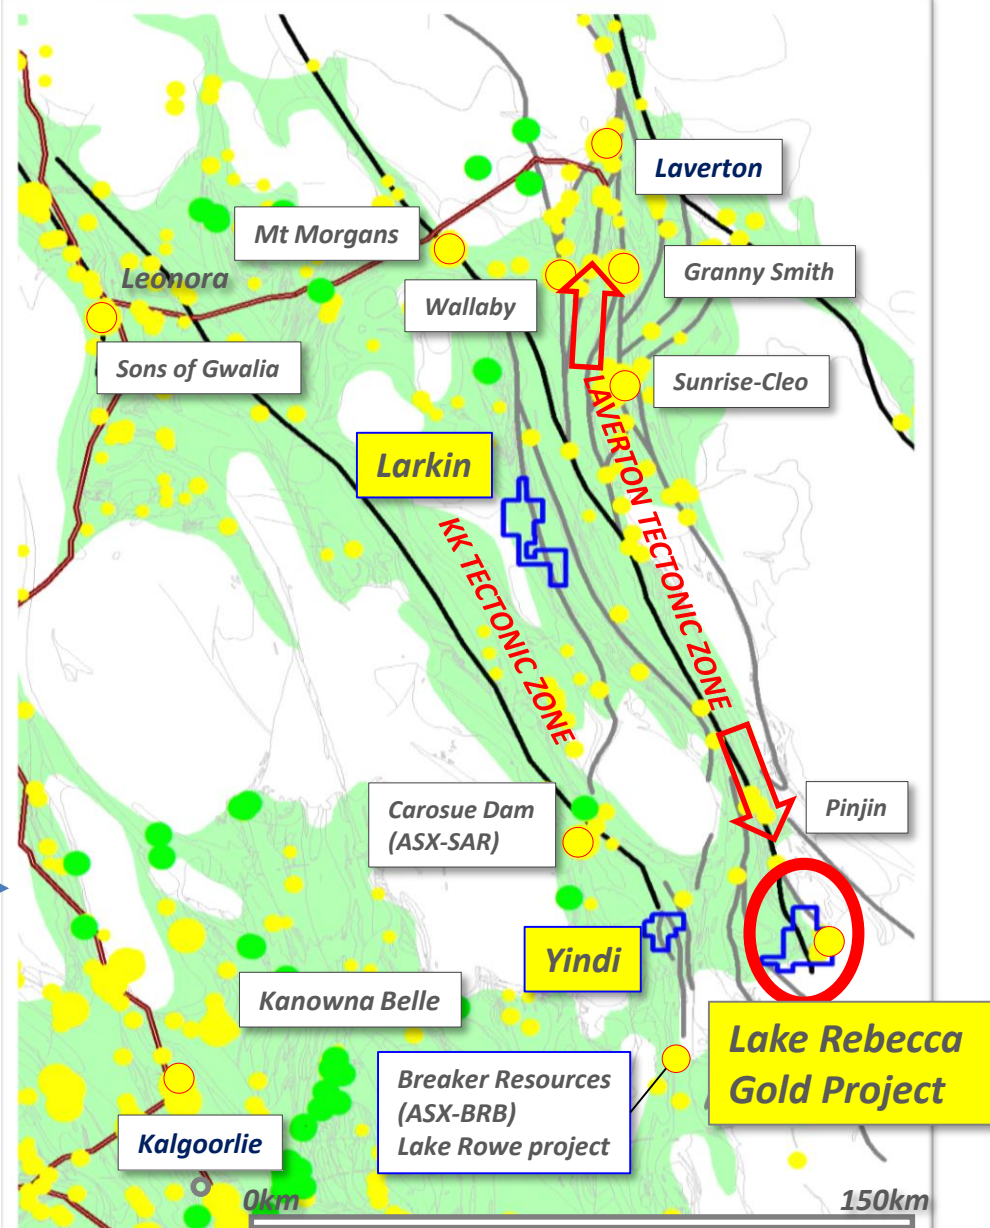 Laverton
Mt Morgans
Granny Smith
Leonora
Wallaby
Sons of Gwalia
Sunrise-Cleo
LAVERTON TECTONIC ZONE
Larkin
KK TECTONIC ZONE
Carosue Dam
(ASX-SAR)
Pinjin
Yindi
Kanowna Belle
Lake Rebecca
Gold Project
Breaker Resources
(ASX-BRB)
Lake Rowe project
Kalgoorlie
0km
150km